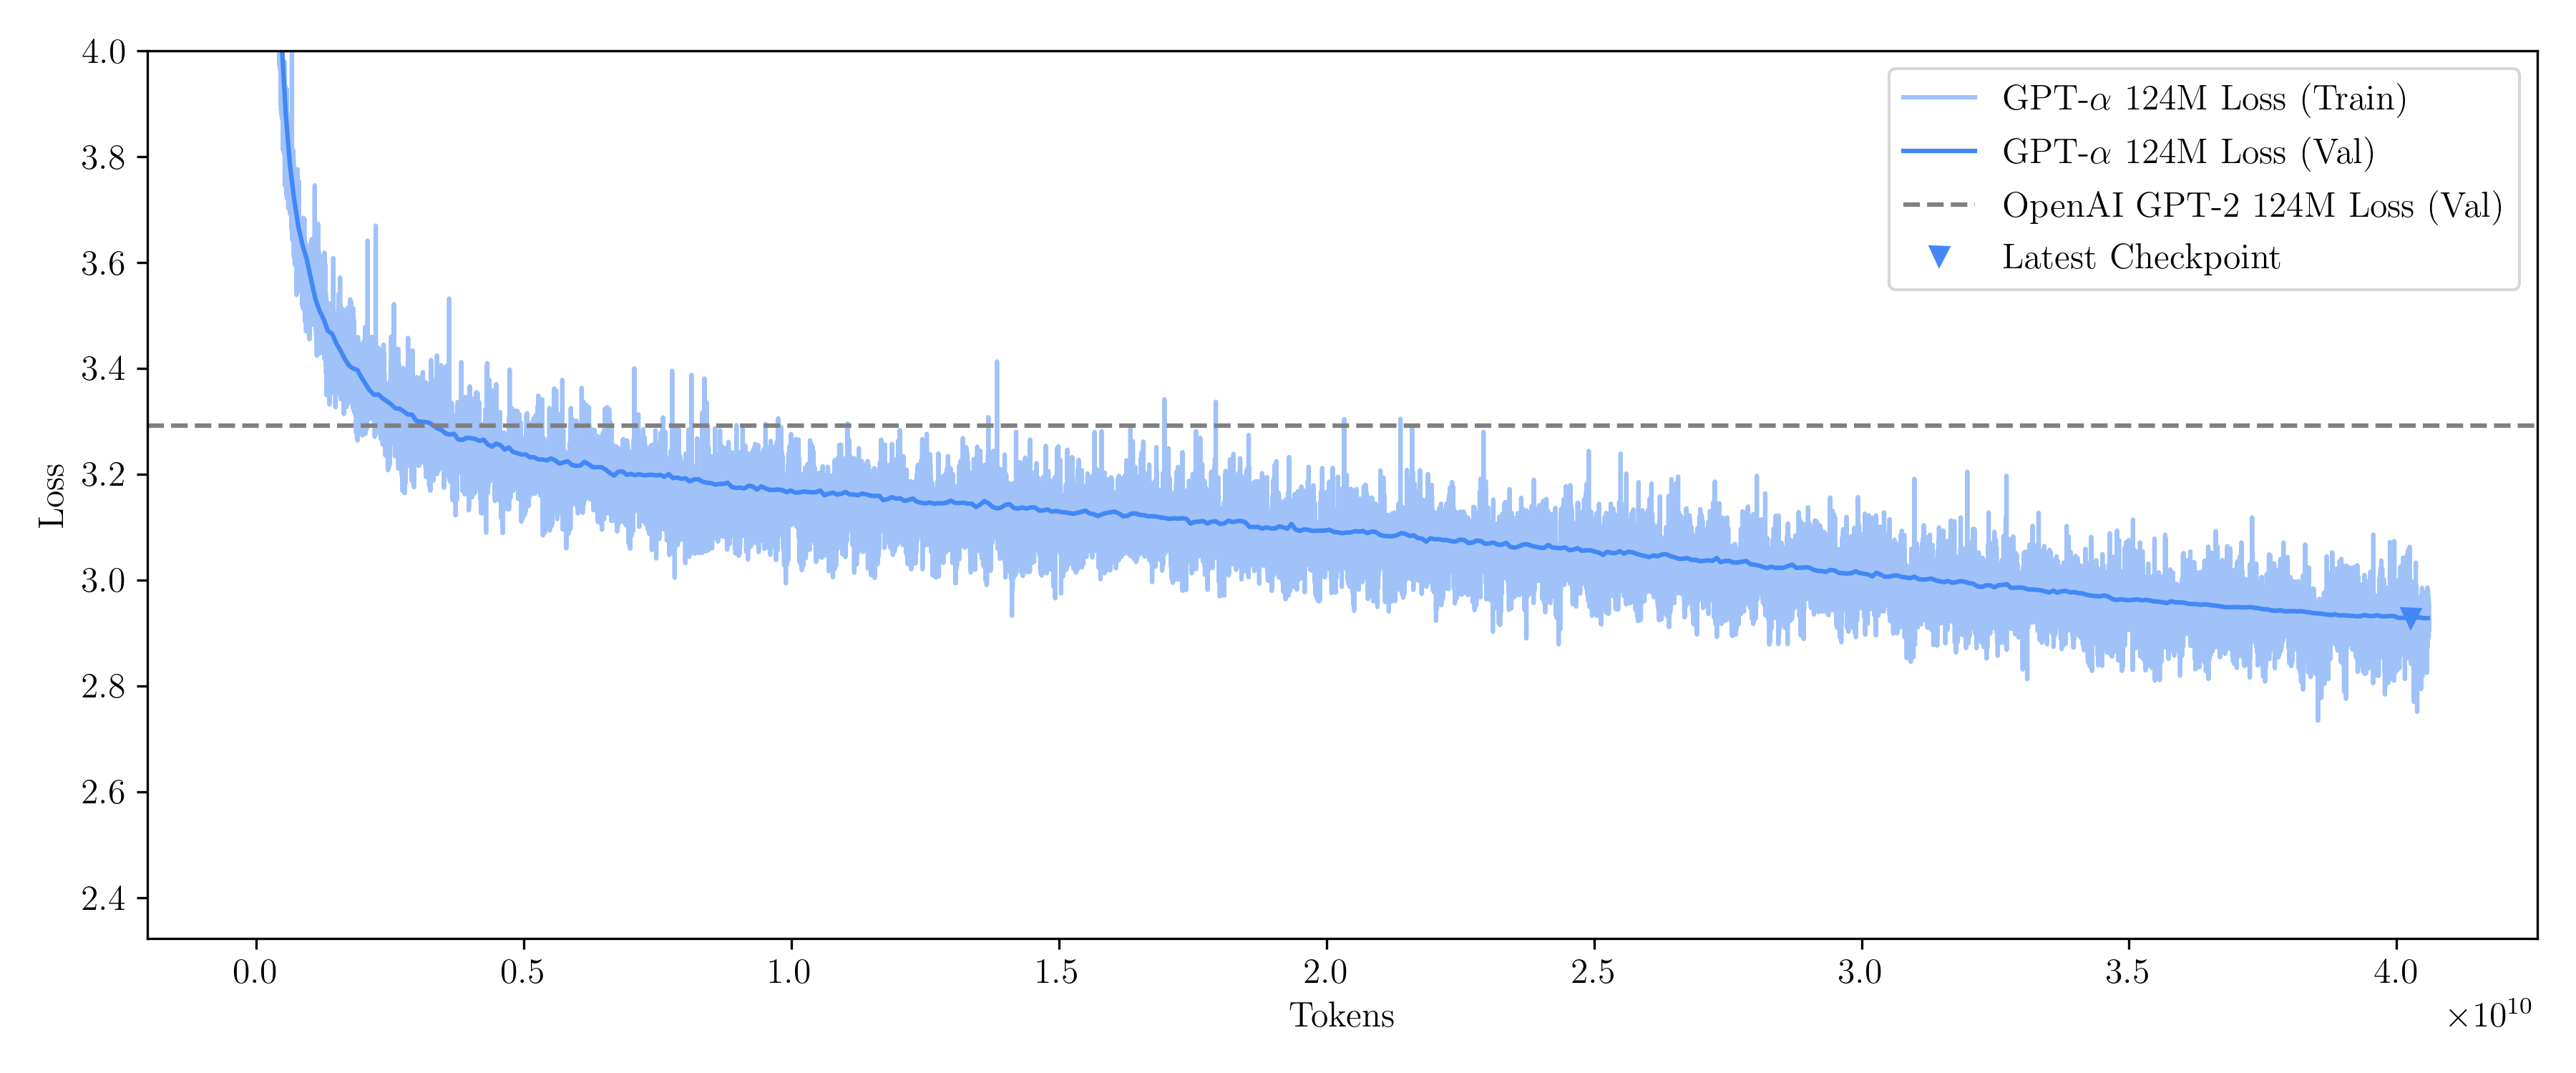 4.0
3.8
3.6
3.4
3.2
3.0
2.8
2.6
2.4
Loss
GPT-α 124M Loss (Train)
GPT-α 124M Loss (Val)
OpenAI GPT-2 124M Loss (Val)
Latest Checkpoint
0.0 0.5 1.0 1.5 2.0 2.5 3.0 3.5 4.0
Tokens
×10¹⁰